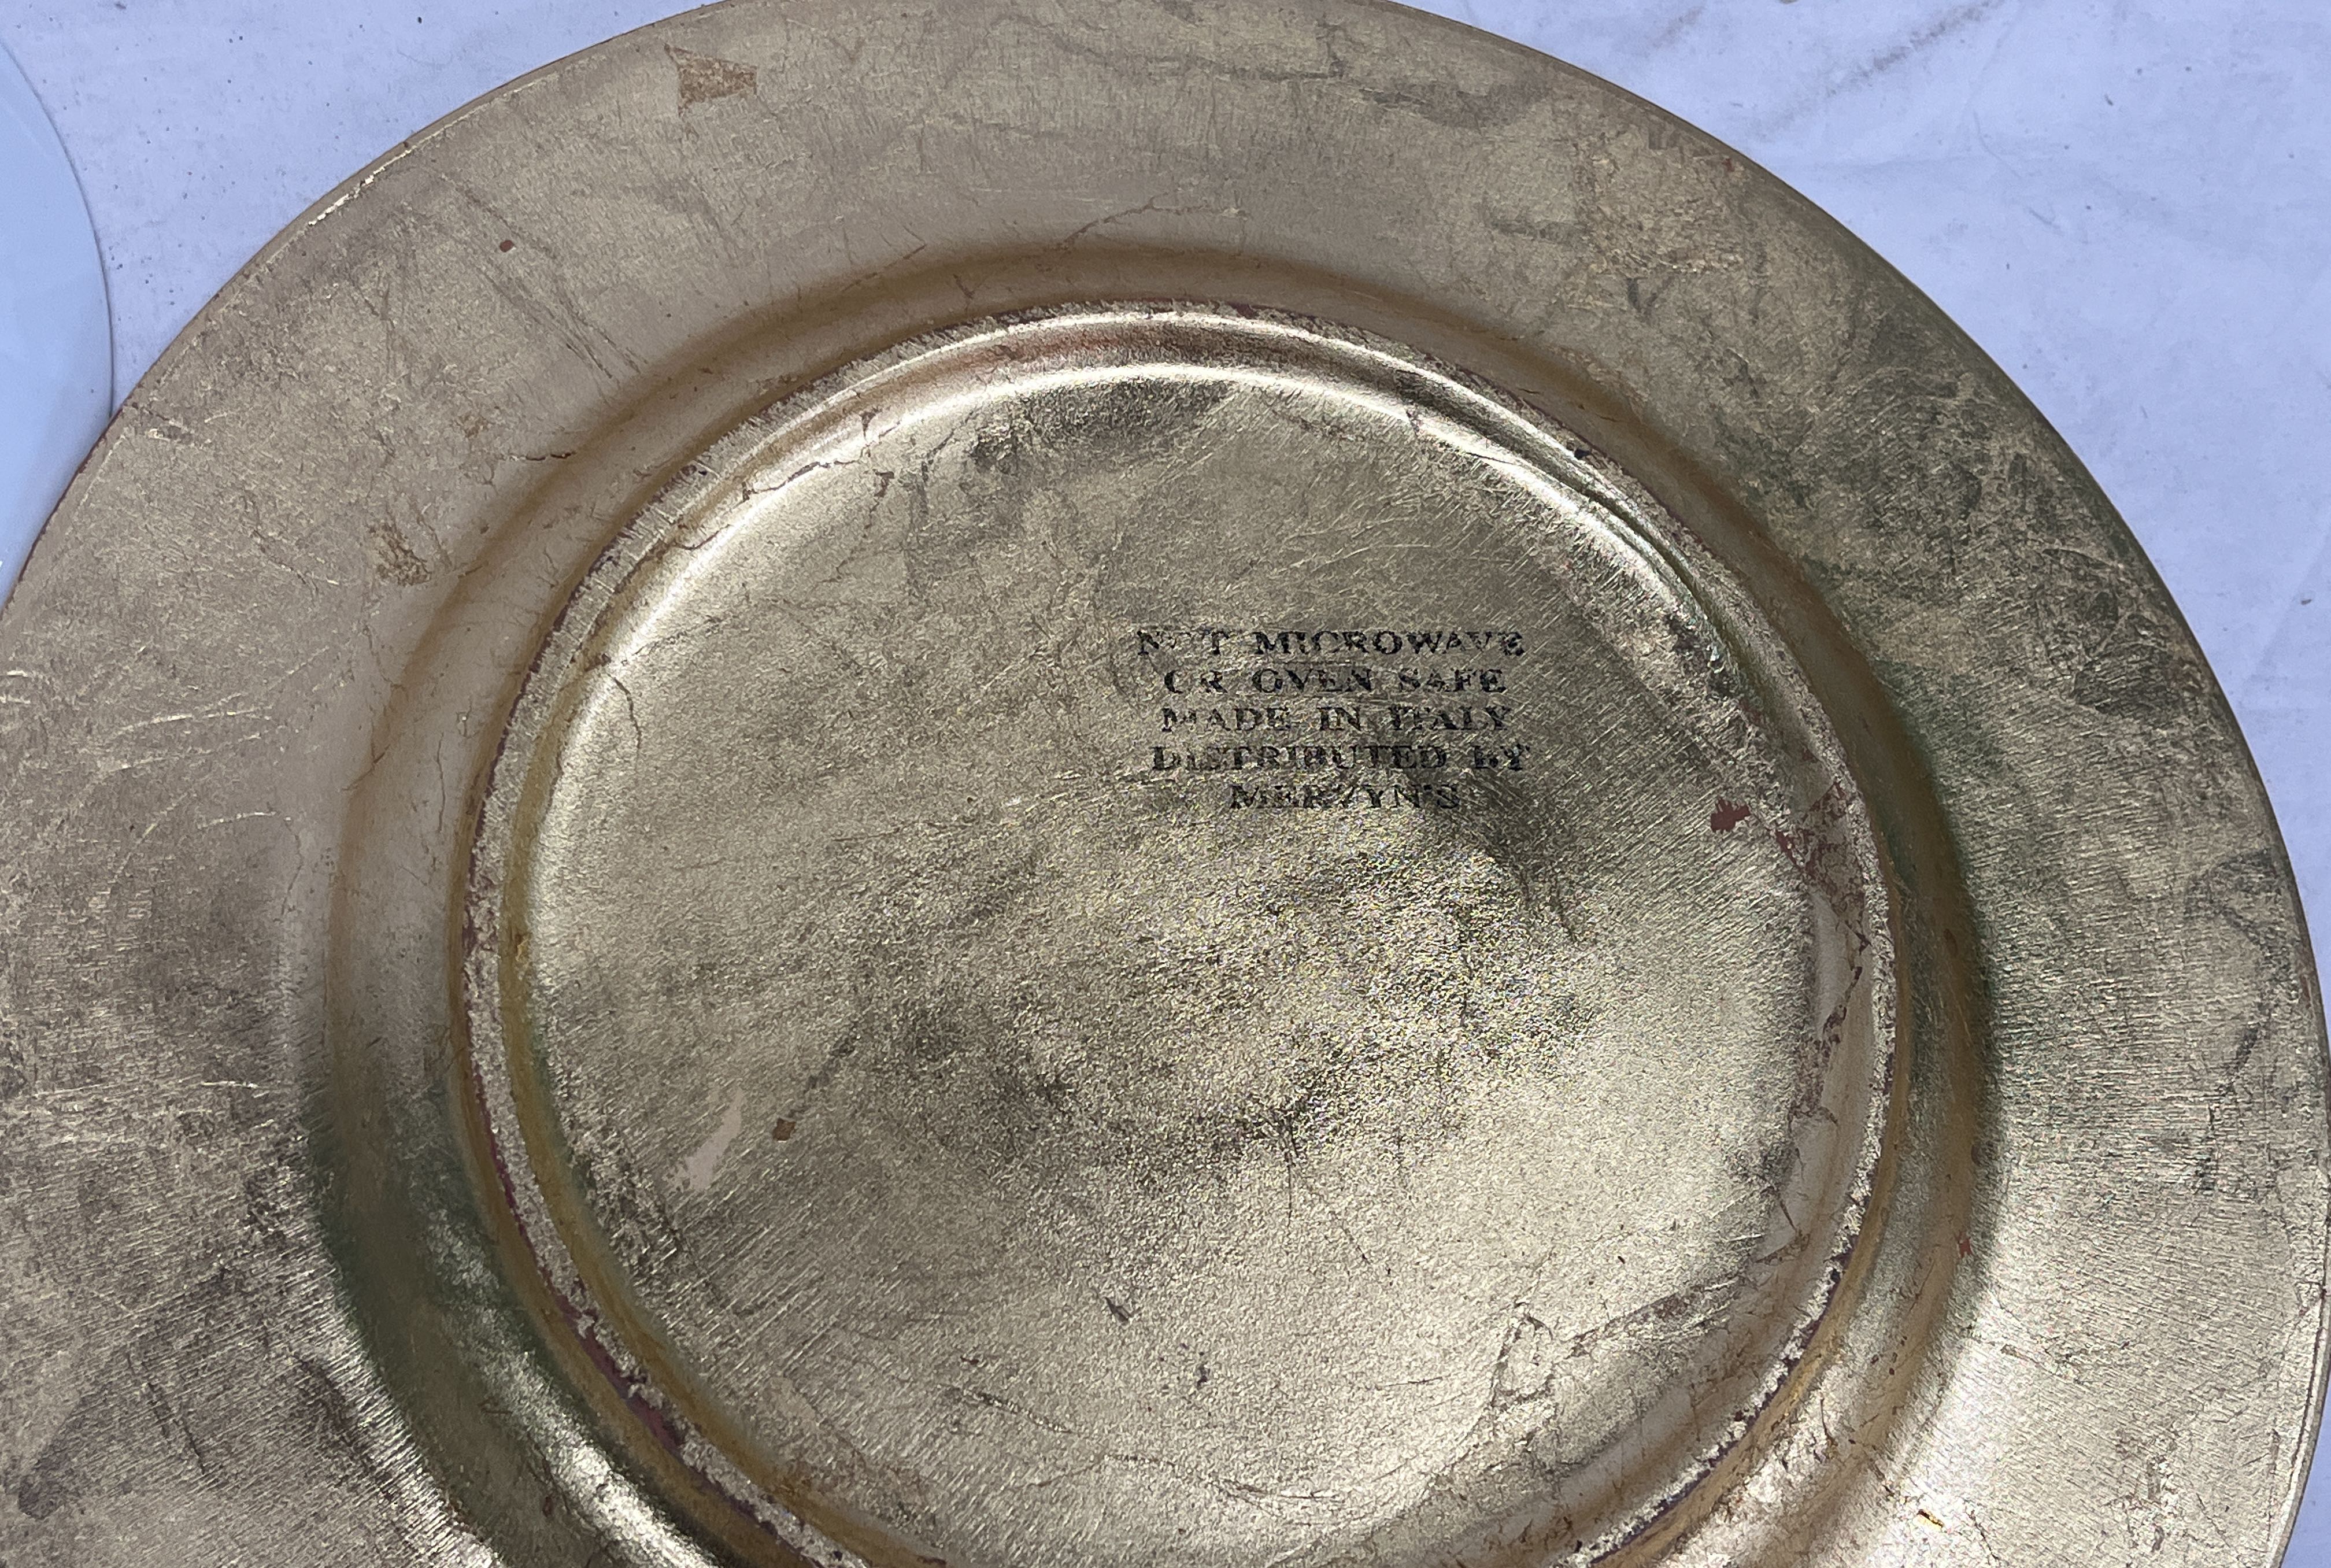 NOT MICROWAVE
OR OVEN SAFE
MADE IN ITALY
DISTRIBUTED BY
MERVYN'S